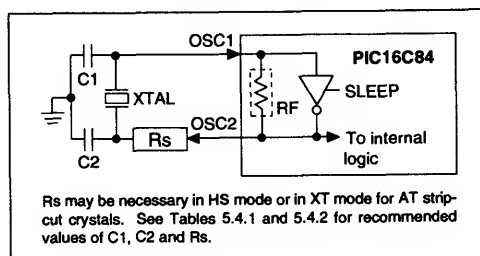 OSC1
PIC16C84
C1
XTAL
RF
SLEEP
OSC2
C2
Rs
To internal
logic
Rs may be necessary in HS mode or in XT mode for AT strip-
cut crystals. See Tables 5.4.1 and 5.4.2 for recommended
values of C1, C2 and Rs.